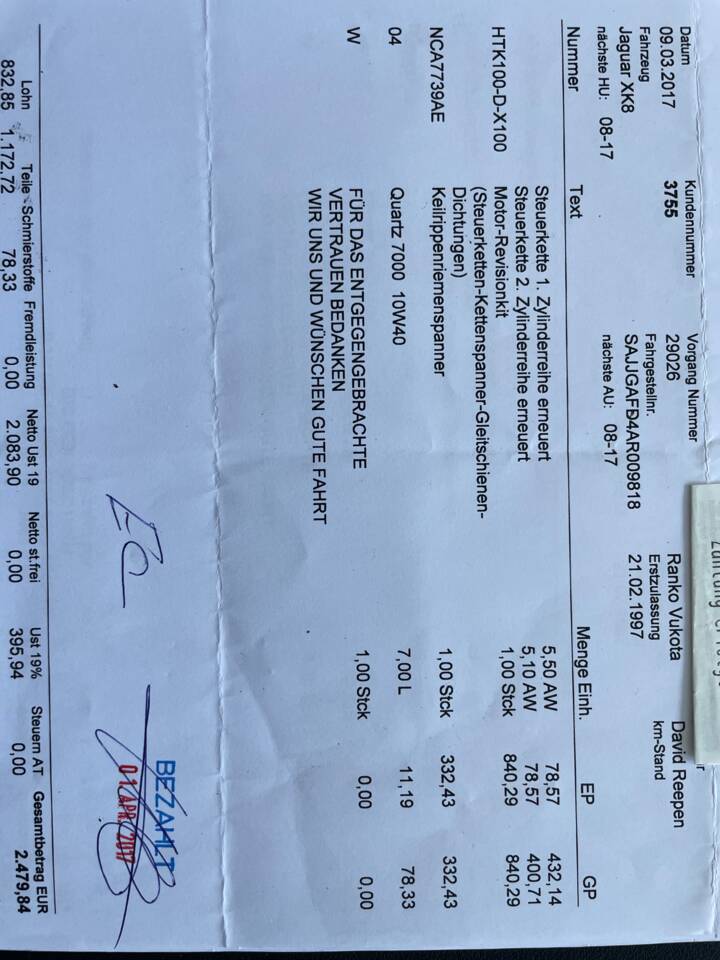 Zahlung erfolgt
Datum Kundennummer Vorgang Nummer
09.03.2017 3755 29026 Ranko Vukota David Reepen
Fahrzeug Fahrgestellnr. Erstzulassung km-Stand
Jaguar XK8 SAJJGAFD4AR009818 21.02.1997
nächste HU: 08-17 nächste AU: 08-17
Nummer Text Menge Einh. EP GP
Steuerkette 1. Zylinderreihe erneuert 5,50 AW 78,57 432,14
Steuerkette 2. Zylinderreihe erneuert 5,10 AW 78,57 400,71
HTK100-D-X100 Motor-Revisionkit 1,00 Stck 840,29 840,29
(Steuerketten-Kettenspanner-Gleitschienen-
Dichtungen)
NCA7739AE Keilrippenriemenspanner 1,00 Stck 332,43 332,43
04 Quartz 7000 10W40 7,00 L 11,19 78,33
W FÜR DAS ENTGEGENGEBRACHTE 1,00 Stck 0,00 0,00
VERTRAUEN BEDANKEN
WIR UNS UND WÜNSCHEN GUTE FAHRT
EC
BEZAHLT
01. APR. 2017
Lohn Teile Schmierstoffe Fremdleistung Netto Ust 19 Netto st.frei Ust 19% Steuern AT Gesamtbetrag EUR
832,85 1.172,72 78,33 0,00 2.083,90 0,00 395,94 0,00 2.479,84